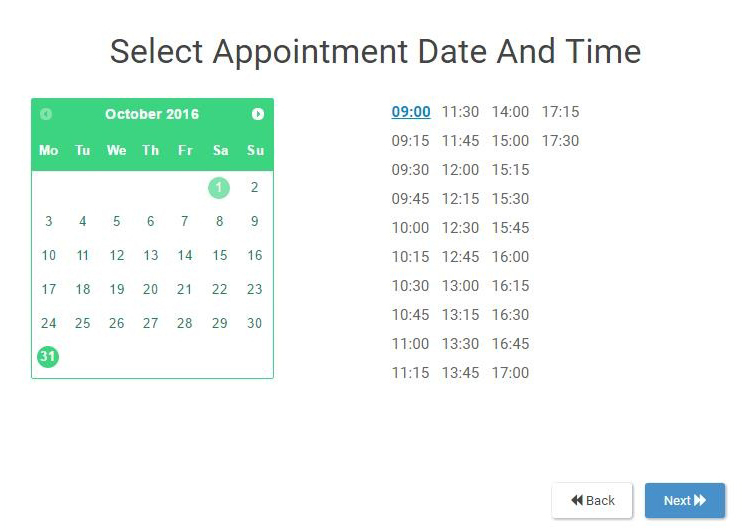 Select Appointment Date And Time
October 2016
Mo Tu We Th Fr Sa Su
1 2
3 4 5 6 7 8 9
10 11 12 13 14 15 16
17 18 19 20 21 22 23
24 25 26 27 28 29 30
31
09:00 11:30 14:00 17:15
09:15 11:45 15:00 17:30
09:30 12:00 15:15
09:45 12:15 15:30
10:00 12:30 15:45
10:15 12:45 16:00
10:30 13:00 16:15
10:45 13:15 16:30
11:00 13:30 16:45
11:15 13:45 17:00
Back
Next